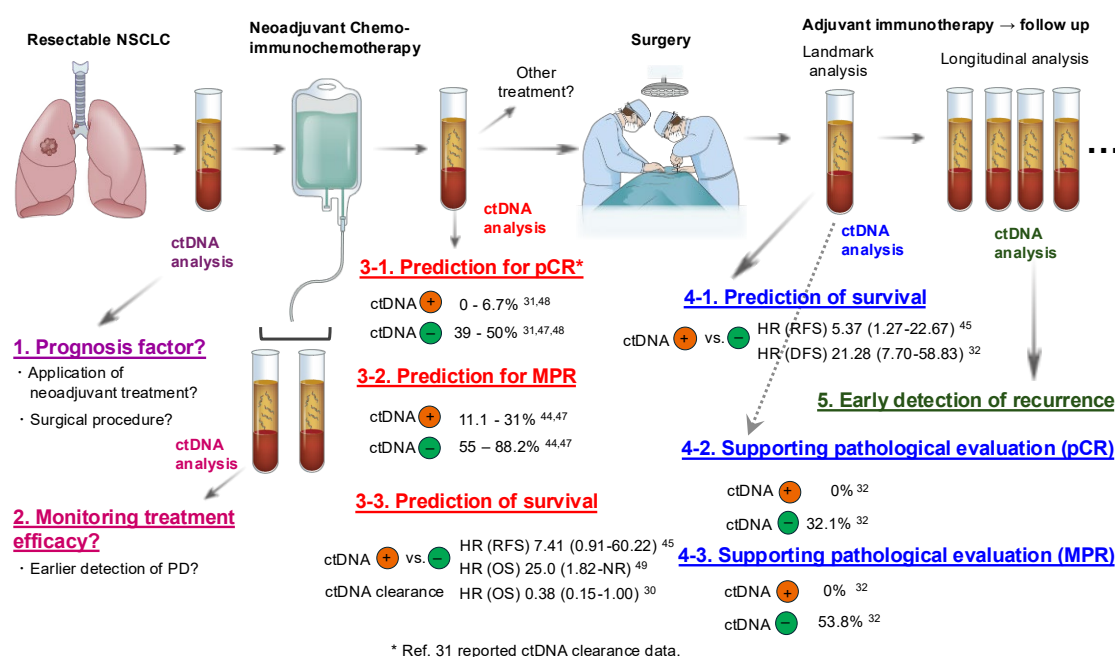 Resectable NSCLC
Neoadjuvant Chemo-
immunochemotherapy
Surgery
Adjuvant immunotherapy → follow up
Landmark
analysis
Longitudinal analysis
Other
treatment?
...
ctDNA
analysis
ctDNA
analysis
ctDNA
analysis
ctDNA
analysis
1. Prognosis factor?
・Application of
neoadjuvant treatment?
・Surgical procedure?
ctDNA
analysis
2. Monitoring treatment
efficacy?
・Earlier detection of PD?
3-1. Prediction for pCR*
ctDNA + 0 - 6.7% 31,48
ctDNA − 39 - 50% 31,47,48
3-2. Prediction for MPR
ctDNA + 11.1 - 31% 44,47
ctDNA − 55 – 88.2% 44,47
3-3. Prediction of survival
ctDNA + vs. −
HR (RFS) 7.41 (0.91-60.22) 45
HR (OS) 25.0 (1.82-NR) 49
ctDNA clearance HR (OS) 0.38 (0.15-1.00) 30
4-1. Prediction of survival
ctDNA + vs. −
HR (RFS) 5.37 (1.27-22.67) 45
HR (DFS) 21.28 (7.70-58.83) 32
5. Early detection of recurrence
4-2. Supporting pathological evaluation (pCR)
ctDNA + 0% 32
ctDNA − 32.1% 32
4-3. Supporting pathological evaluation (MPR)
ctDNA + 0% 32
ctDNA − 53.8% 32
* Ref. 31 reported ctDNA clearance data.